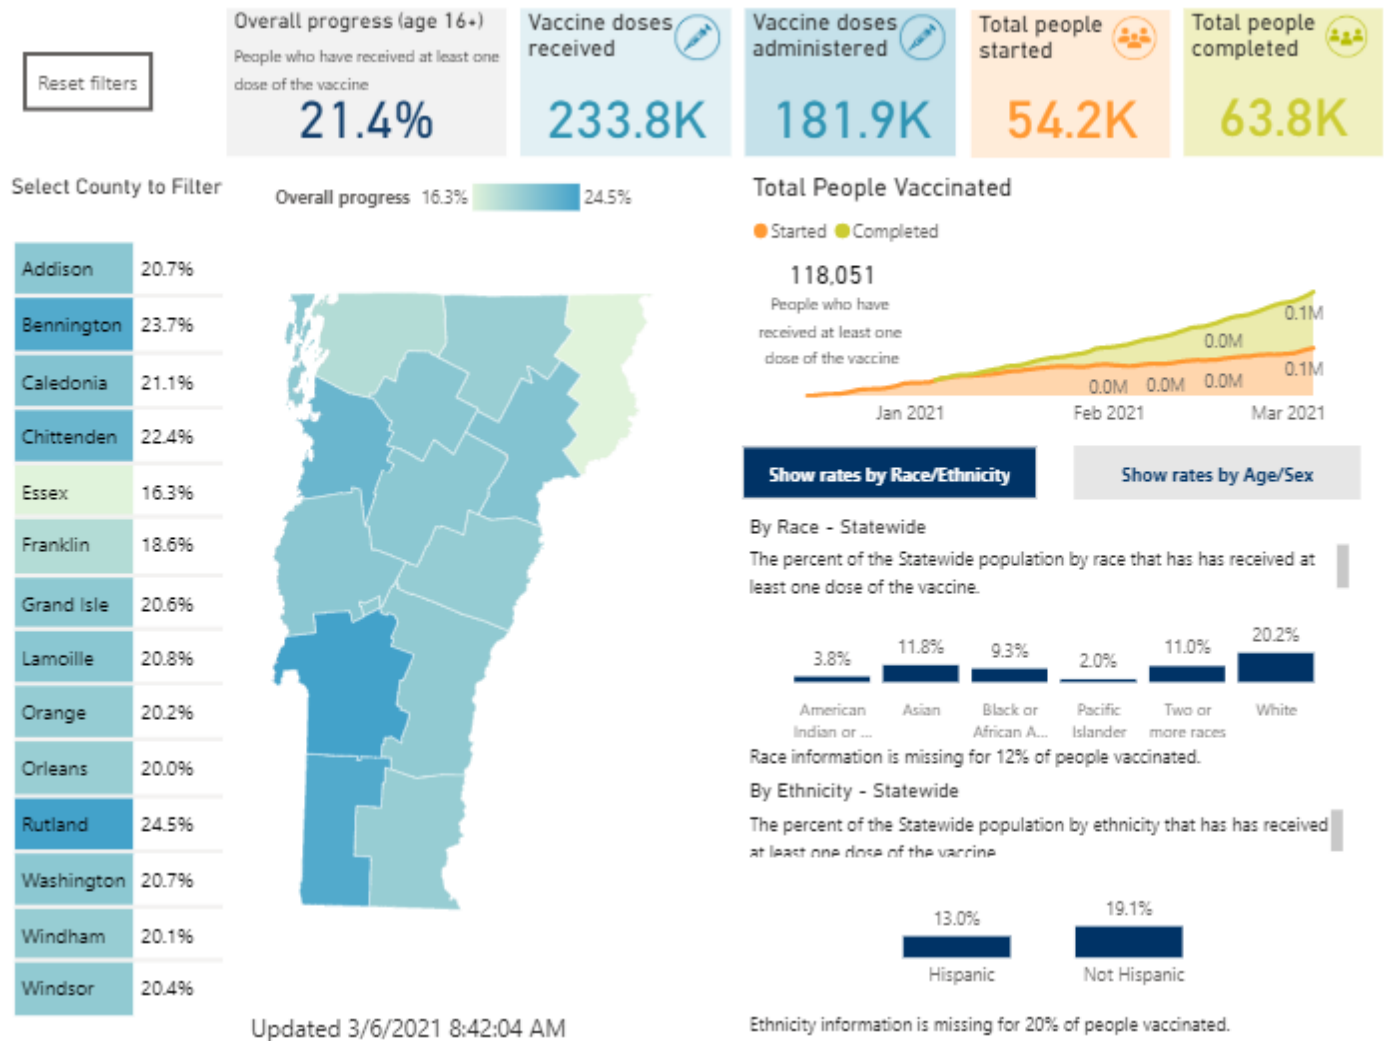 Reset filters
Overall progress (age 16+)
People who have received at least one
dose of the vaccine
21.4%
Vaccine doses
received
233.8K
Vaccine doses
administered
181.9K
Total people
started
54.2K
Total people
completed
63.8K
Select County to Filter
Addison 20.7%
Bennington 23.7%
Caledonia 21.1%
Chittenden 22.4%
Essex 16.3%
Franklin 18.6%
Grand Isle 20.6%
Lamoille 20.8%
Orange 20.2%
Orleans 20.0%
Rutland 24.5%
Washington 20.7%
Windham 20.1%
Windsor 20.4%
Overall progress 16.3% 24.5%
Updated 3/6/2021 8:42:04 AM
Total People Vaccinated
Started Completed
118,051
People who have
received at least one
dose of the vaccine
0.1M
0.0M
0.1M
0.0M 0.0M 0.0M
Jan 2021 Feb 2021 Mar 2021
Show rates by Race/Ethnicity
Show rates by Age/Sex
By Race - Statewide
The percent of the Statewide population by race that has has received at
least one dose of the vaccine.
3.8% 11.8% 9.3% 2.0% 11.0% 20.2%
American Asian Black or Pacific Two or White
Indian or ... African A... Islander more races
Race information is missing for 12% of people vaccinated.
By Ethnicity - Statewide
The percent of the Statewide population by ethnicity that has has received
at least one dose of the vaccine
13.0% 19.1%
Hispanic Not Hispanic
Ethnicity information is missing for 20% of people vaccinated.